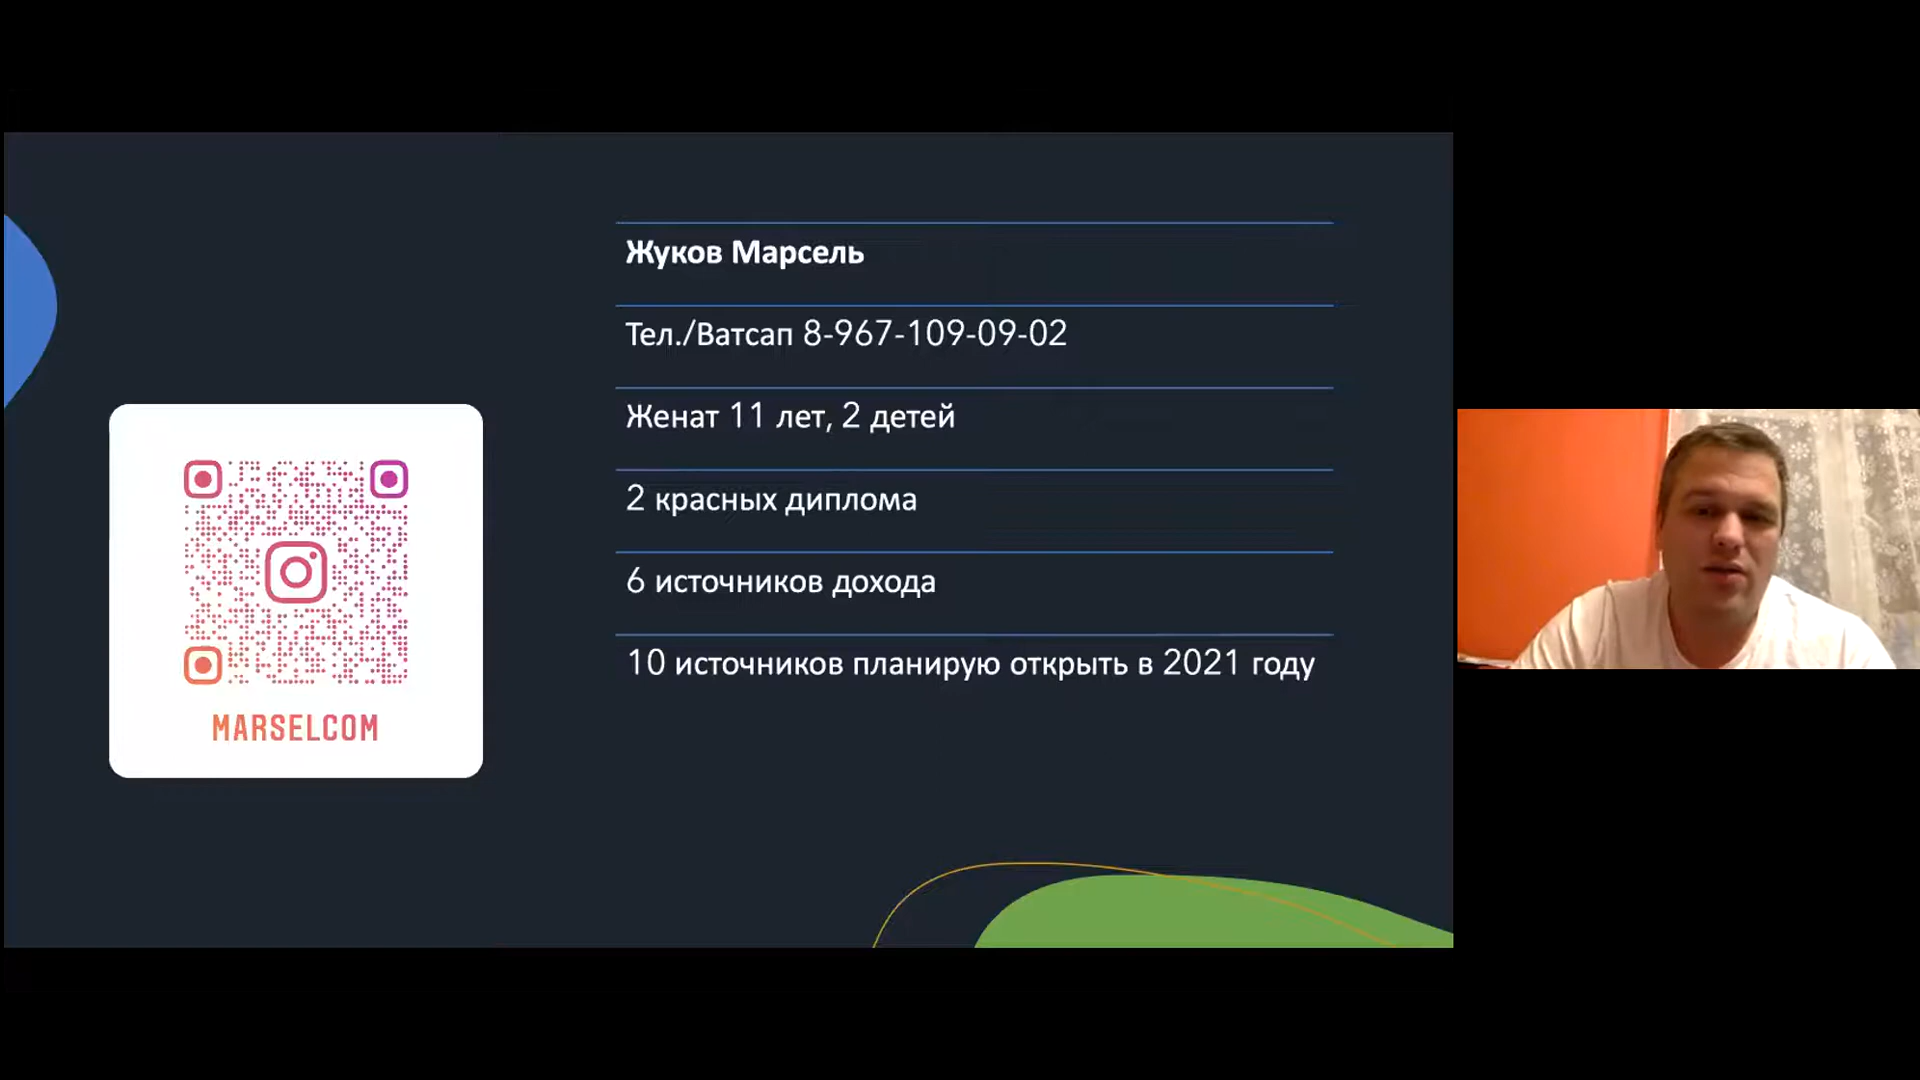 Жуков Марсель
Тел./Ватсап 8-967-109-09-02
Женат 11 лет, 2 детей
2 красных диплома
6 источников дохода
10 источников планирую открыть в 2021 году
MARSELCOM